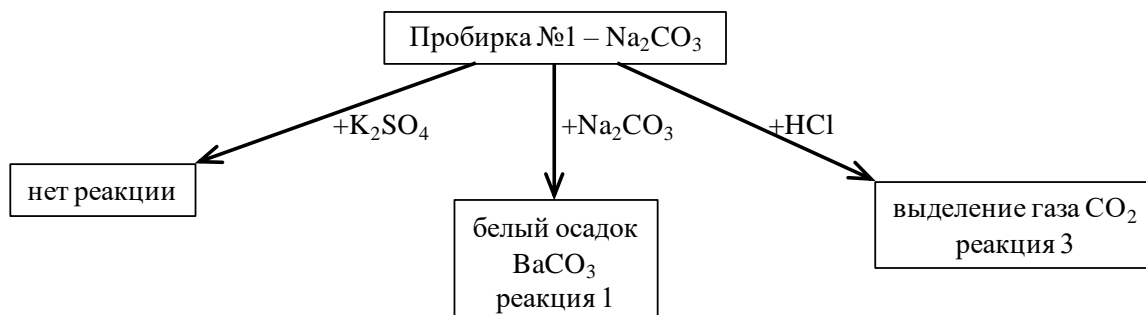 Пробирка №1 – Na₂CO₃
+K₂SO₄
+Na₂CO₃
+HCl
нет реакции
белый осадок
BaCO₃
реакция 1
выделение газа CO₂
реакция 3